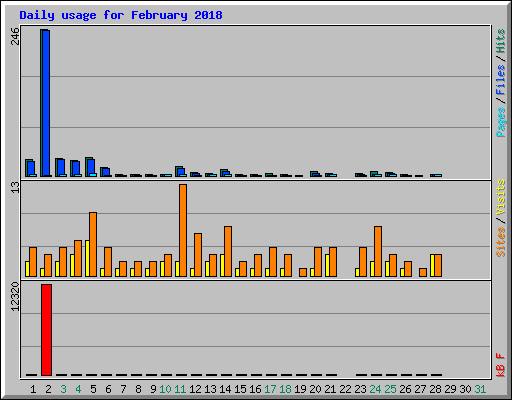 Daily usage for February 2018
246
Pages/Files/Hits
13
Sites/Visits
12320
kB F
1 2 3 4 5 6 7 8 9 10 11 12 13 14 15 16 17 18 19 20 21 22 23 24 25 26 27 28 29 30 31